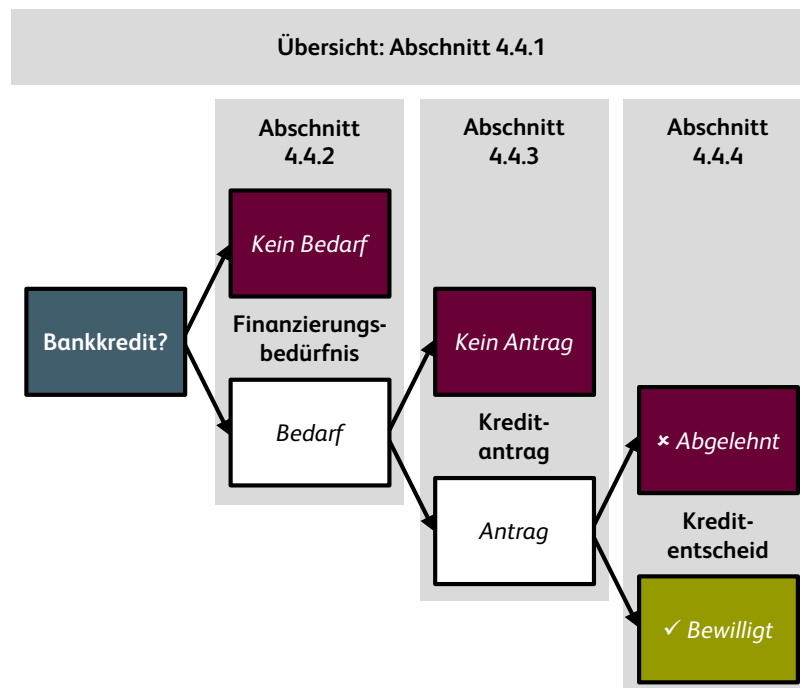 Übersicht: Abschnitt 4.4.1
Abschnitt
4.4.2
Abschnitt
4.4.3
Abschnitt
4.4.4
Kein Bedarf
Bankkredit?
Finanzierungs-
bedürfnis
Kein Antrag
Bedarf
Kredit-
antrag
× Abgelehnt
Antrag
Kredit-
entscheid
✓ Bewilligt